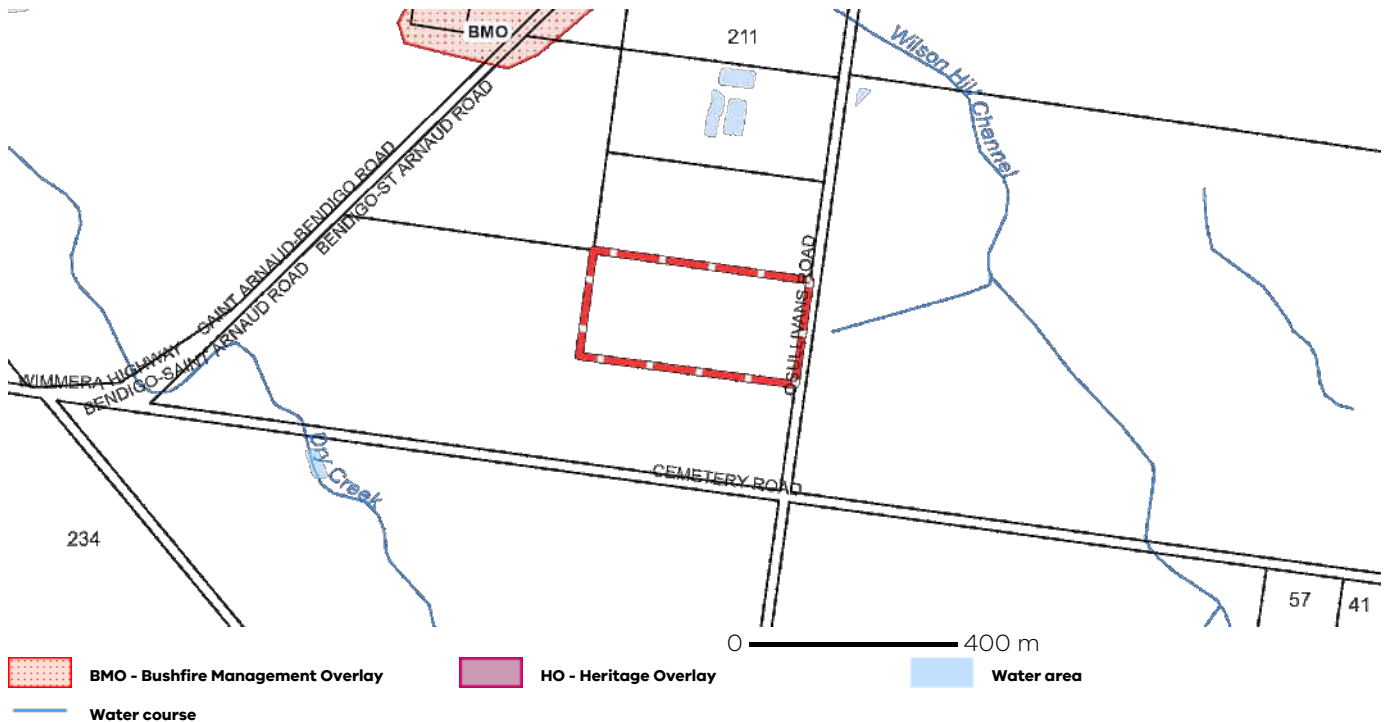 BMO
211
Wilson Hill Channel
SAINT ARNAUD-BENDIGO ROAD
BENDIGO-ST ARNAUD ROAD
OSULLIVANS ROAD
WIMMERA HIGHWAY
BENDIGO-SAINT ARNAUD ROAD
Dry Creek
CEMETERY ROAD
234
57
41
0 400 m
BMO - Bushfire Management Overlay
HO - Heritage Overlay
Water area
Water course